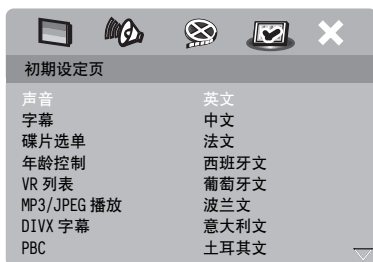 初期设定页
声音 英文
字幕 中文
碟片选单 法文
年龄控制 西班牙文
VR 列表 葡萄牙文
MP3/JPEG 播放 波兰文
DIVX 字幕 意大利文
PBC 土耳其文